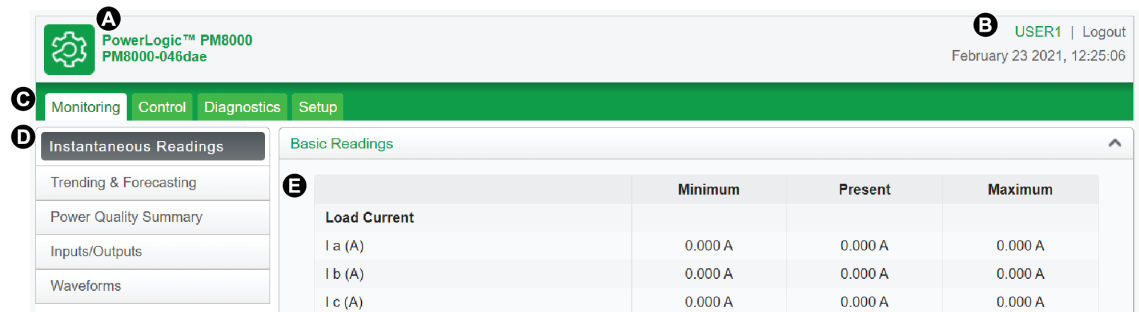 A
PowerLogic™ PM8000
PM8000-046dae
B
USER1 | Logout
February 23 2021, 12:25:06
C
Monitoring Control Diagnostics Setup
D
Instantaneous Readings
Trending & Forecasting
Power Quality Summary
Inputs/Outputs
Waveforms
Basic Readings
E
Minimum Present Maximum
Load Current
I a (A) 0.000 A 0.000 A 0.000 A
I b (A) 0.000 A 0.000 A 0.000 A
I c (A) 0.000 A 0.000 A 0.000 A